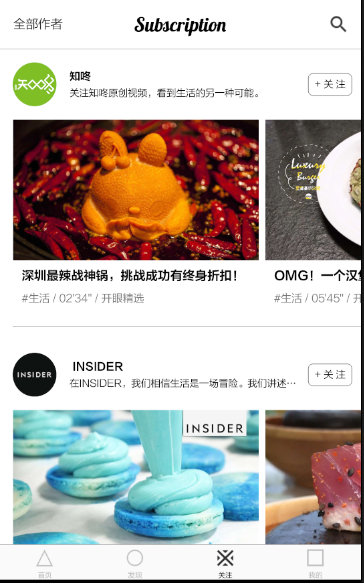 全部作者
Subscription
知咚
关注知咚原创视频，看到生活的另一种可能。
+ 关注
Luxury
Burger
深圳最辣战神锅，挑战成功有终身折扣！
#生活 / 02'34" / 开眼精选
OMG！一个汉堡
#生活 / 05'45" / 开
INSIDER
INSIDER
在INSIDER，我们相信生活是一场冒险。我们讲述···
+ 关注
INSIDER
首页
发现
关注
我的